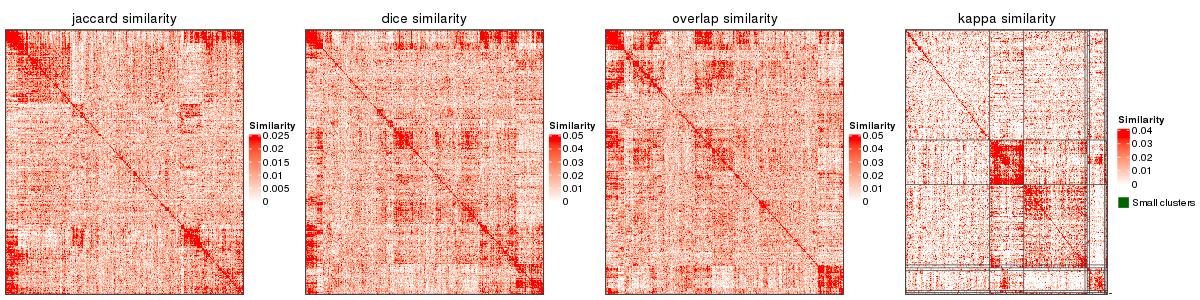 jaccard similarity
Similarity
0.025
0.02
0.015
0.01
0.005
0
dice similarity
Similarity
0.05
0.04
0.03
0.02
0.01
0
overlap similarity
Similarity
0.05
0.04
0.03
0.02
0.01
0
kappa similarity
Similarity
0.04
0.03
0.02
0.01
0
Small clusters